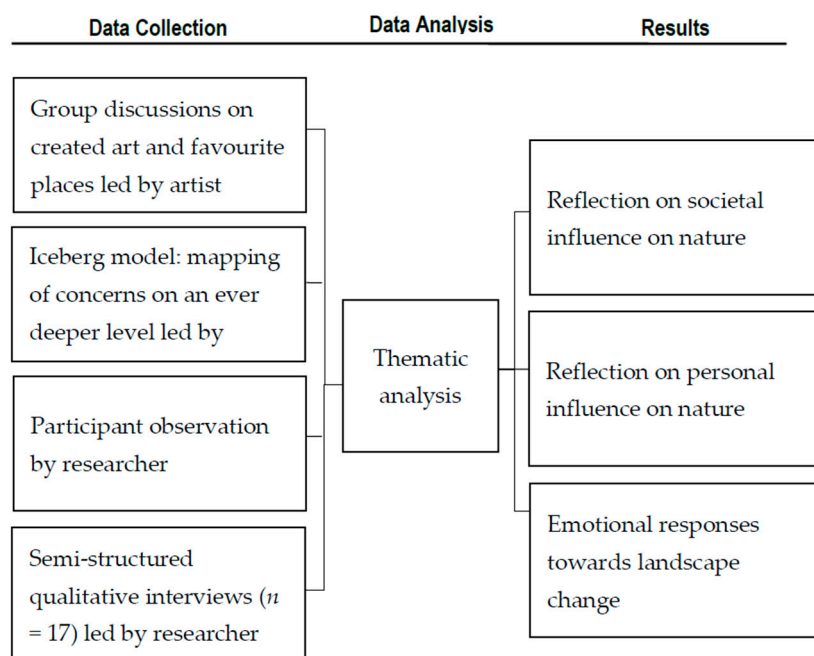 Data Collection
Data Analysis
Results
Group discussions on
created art and favourite
places led by artist
Iceberg model: mapping
of concerns on an ever
deeper level led by
Participant observation
by researcher
Semi-structured
qualitative interviews (n
= 17) led by researcher
Thematic
analysis
Reflection on societal
influence on nature
Reflection on personal
influence on nature
Emotional responses
towards landscape
change